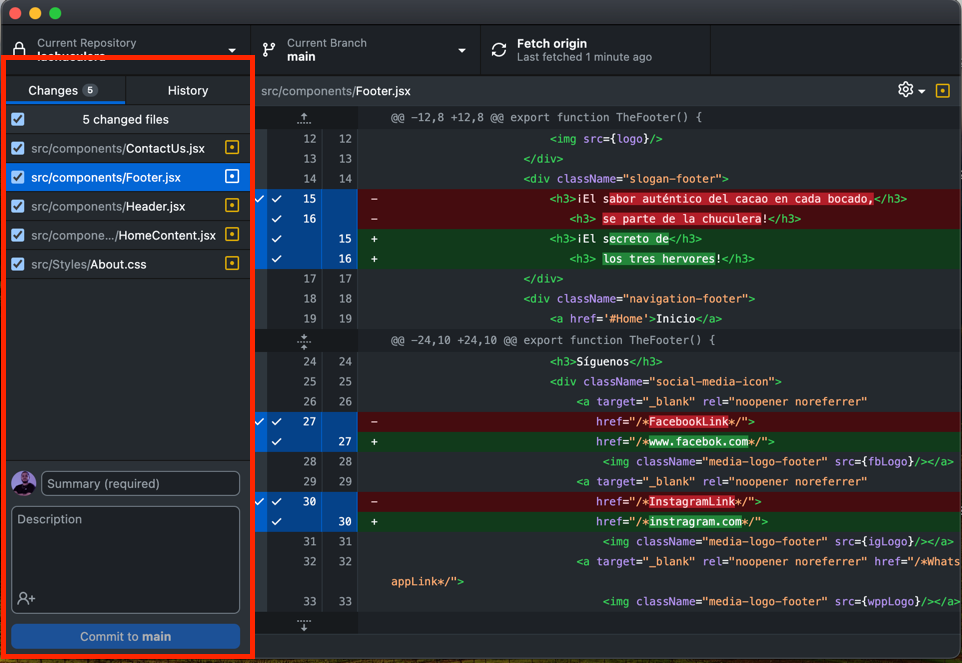 Current Repository
lachuculera
Current Branch
main
Fetch origin
Last fetched 1 minute ago
Changes 5
History
5 changed files
src/components/ContactUs.jsx
src/components/Footer.jsx
src/components/Header.jsx
src/compone.../HomeContent.jsx
src/Styles/About.css
Summary (required)
Description
Commit to main
src/components/Footer.jsx
@@ -12,8 +12,8 @@ export function TheFooter() {
12 12 <img src={logo}/>
13 13 </div>
14 14 <div className="slogan-footer">
15 - <h3>¡El sabor auténtico del cacao en cada bocado,</h3>
16 - <h3> se parte de la chuculera!</h3>
15 + <h3>¡El secreto de</h3>
16 + <h3> los tres hervores!</h3>
17 17 </div>
18 18 <div className="navigation-footer">
19 19 <a href='#Home'>Inicio</a>
@@ -24,10 +24,10 @@ export function TheFooter() {
24 24 <h3>Síguenos</h3>
25 25 <div className="social-media-icon">
26 26 <a target="_blank" rel="noopener noreferrer"
27 - href="/*FacebookLink*/">
27 + href="/*www.facebok.com*/">
28 28 <img className="media-logo-footer" src={fbLogo}/></a>
29 29 <a target="_blank" rel="noopener noreferrer"
30 - href="/*InstagramLink*/">
30 + href="/*instragram.com*/">
31 31 <img className="media-logo-footer" src={igLogo}/></a>
32 32 <a target="_blank" rel="noopener noreferrer" href="/*Whats
appLink*/">
33 33 <img className="media-logo-footer" src={wppLogo}/></a>